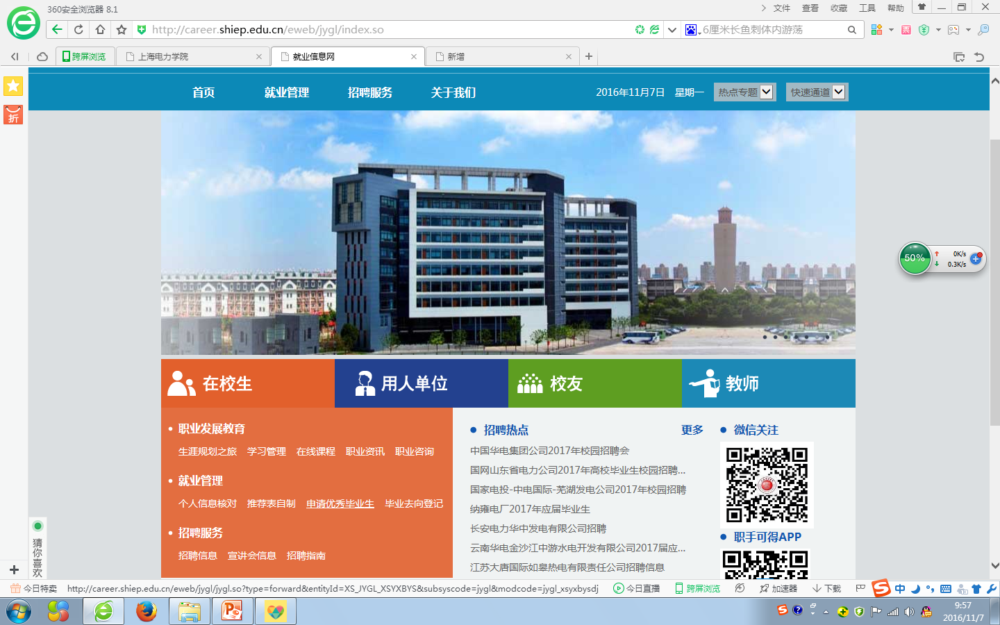 360安全浏览器 8.1
文件 查看 收藏 工具 帮助
http://career.shiep.edu.cn/eweb/jygl/index.so
6厘米长鱼刺体内游荡
跨屏浏览
上海电力学院
就业信息网
新增
折
首页 就业管理 招聘服务 关于我们
2016年11月7日 星期一
热点专题
快速通道
50%
0K/s
0.3K/s
在校生
用人单位
校友
教师
职业发展教育
生涯规划之旅 学习管理 在线课程 职业资讯 职业咨询
就业管理
个人信息核对 推荐表自制 申请优秀毕业生 毕业去向登记
招聘服务
招聘信息 宣讲会信息 招聘指南
招聘热点 更多
中国华电集团公司2017年校园招聘会
国网山东省电力公司2017年高校毕业生校园招聘...
国家电投-中电国际-芜湖发电公司2017年校园招聘
纳雍电厂2017年应届毕业生
长安电力华中发电有限公司招聘
云南华电金沙江中游水电开发有限公司2017届应...
江苏大唐国际如皋热电有限责任公司招聘信息
微信关注
职手可得APP
猜你喜欢
今日特卖
http://career.shiep.edu.cn/eweb/jygl/jygl.so?type=forward&entityId=XS_JYGL_XSYXBYS&subsyscode=jygl&modcode=jygl_xsyxbysdj
今日直播
跨屏浏览
加速器
下载
中
9:57
2016/11/7